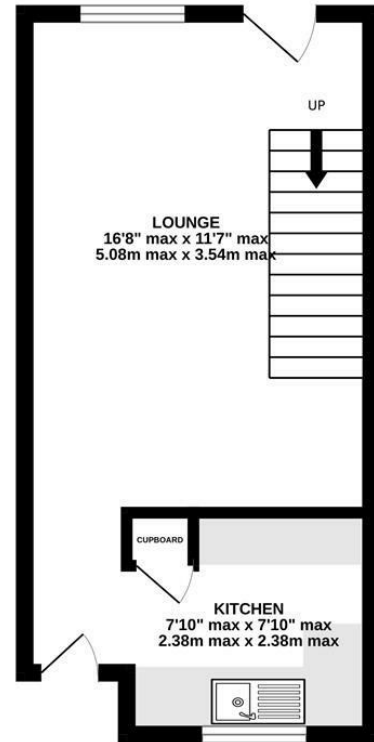 UP
LOUNGE
16'8" max x 11'7" max
5.08m max x 3.54m max
CUPBOARD
KITCHEN
7'10" max x 7'10" max
2.38m max x 2.38m max